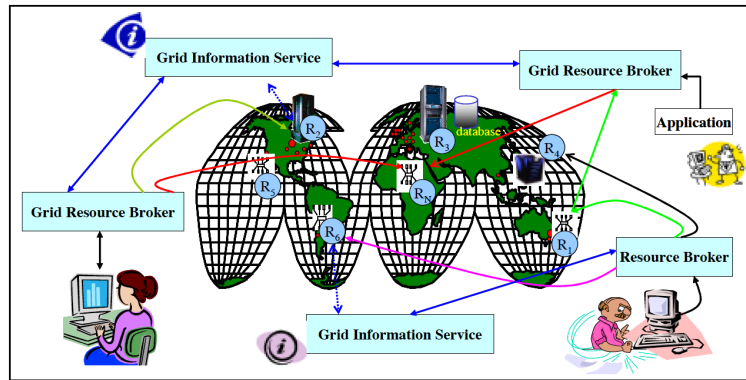 Grid Information Service
Grid Resource Broker
database
Application
R2
R3
R4
R5
RN
Grid Resource Broker
R6
R1
Resource Broker
Grid Information Service